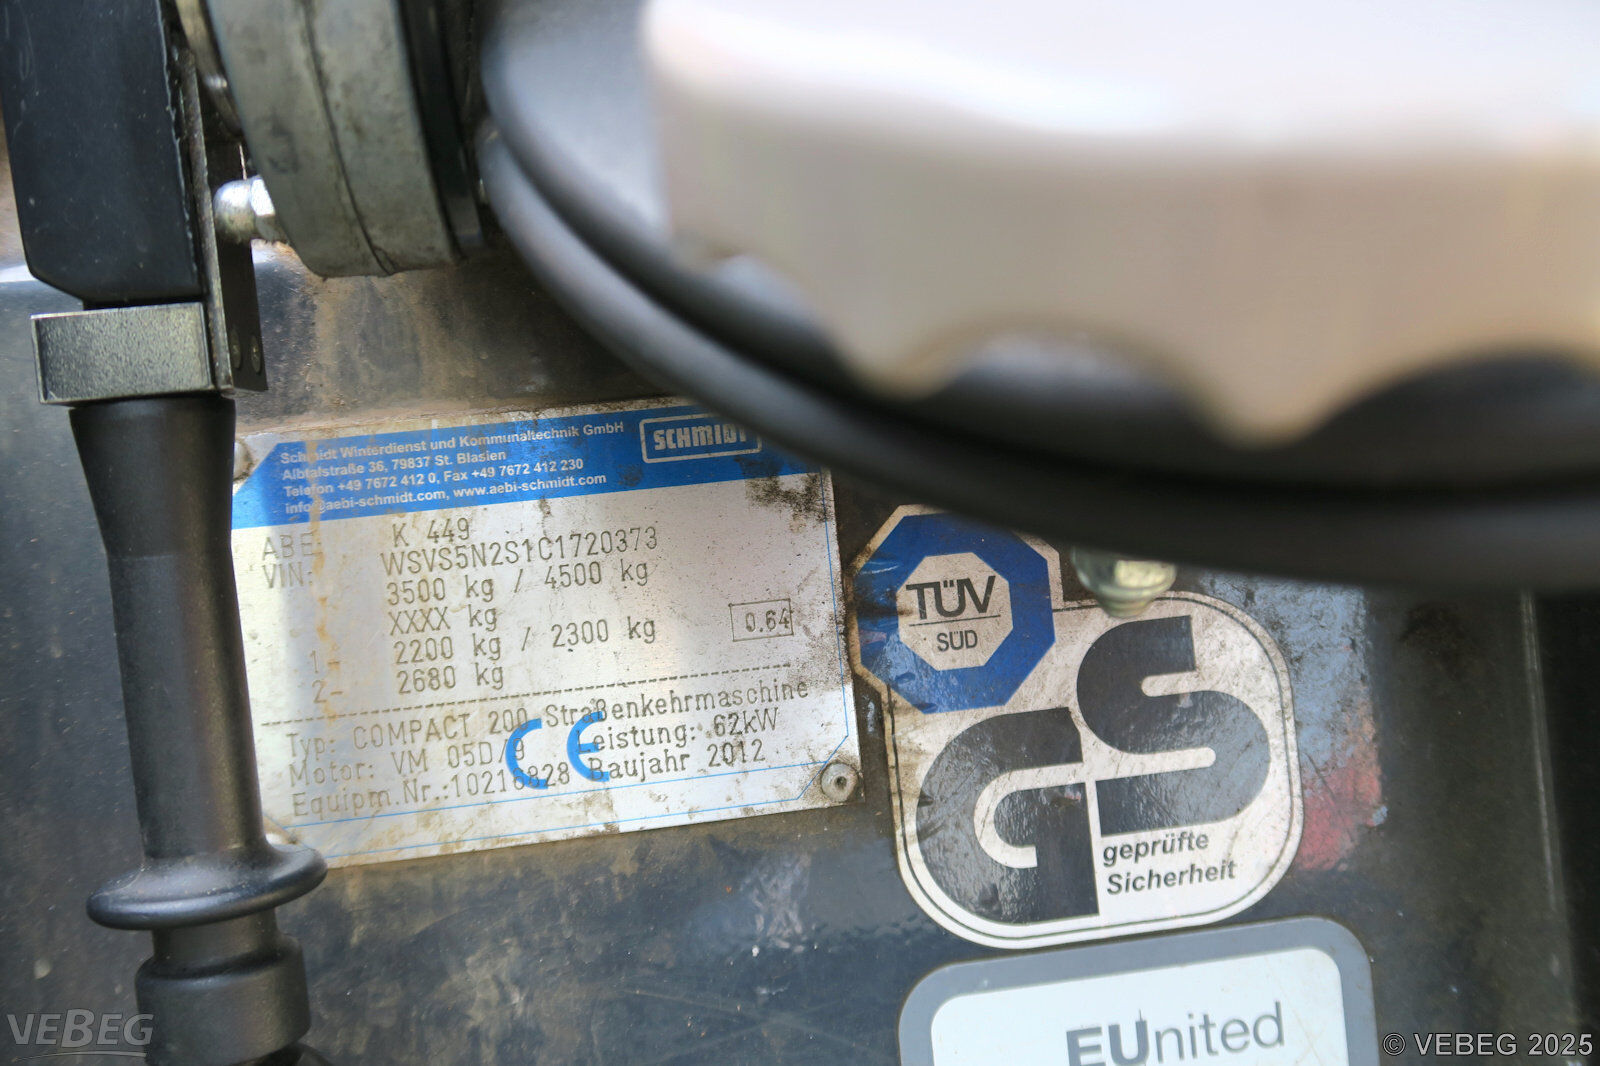 Schmidt Winterdienst und Kommunaltechnik GmbH
Albtalstraße 36, 79837 St. Blasien
Telefon +49 7672 412 0, Fax +49 7672 412 230
info@aebi-schmidt.com, www.aebi-schmidt.com
SCHMIDT
ABE: K 449
VIN: WSVS5N2S1C1720373
3500 kg / 4500 kg
XXXX kg
1- 2200 kg / 2300 kg
0.64
2- 2680 kg
Typ: COMPACT 200 Straßenkehrmaschine
Motor: VM 05D/9 Leistung: 62kW
Equipm.Nr.:10216828 Baujahr 2012
CE
TÜV
SÜD
GS
geprüfte
Sicherheit
EUnited
VEBEG
© VEBEG 2025